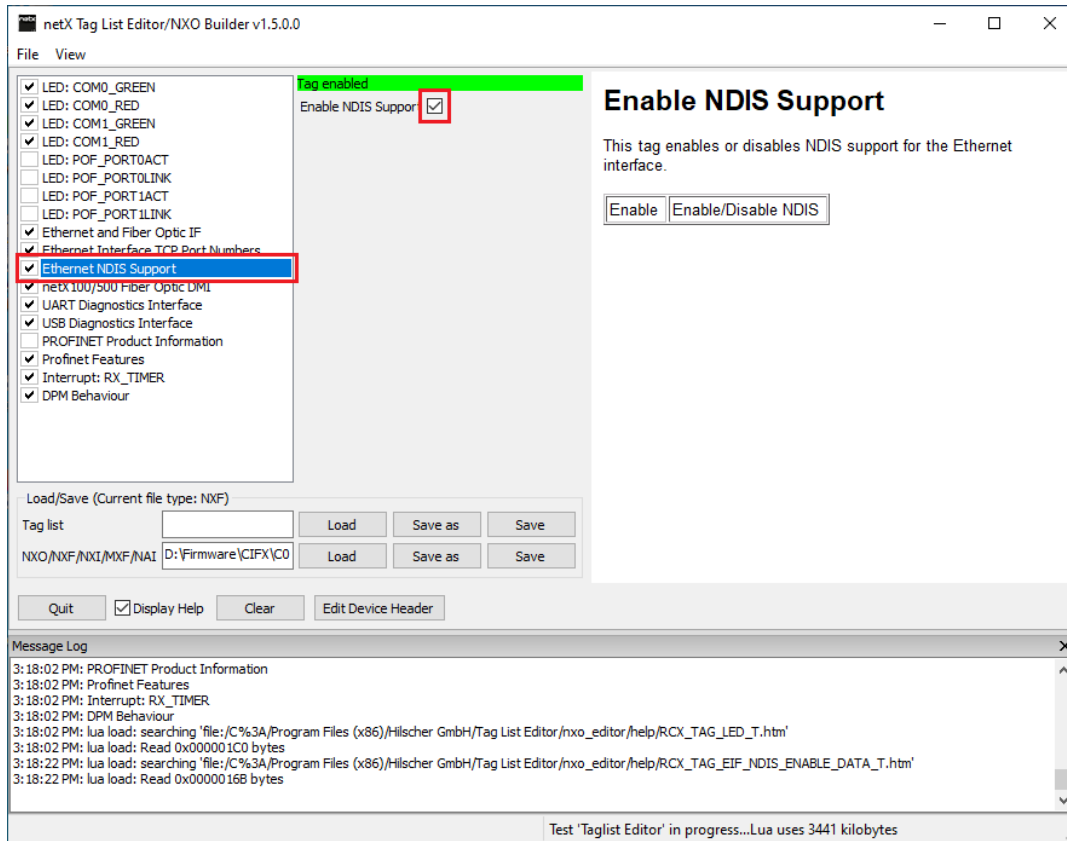 netX Tag List Editor/NXO Builder v1.5.0.0
File View
LED: COM0_GREEN
LED: COM0_RED
LED: COM1_GREEN
LED: COM1_RED
LED: POF_PORT0ACT
LED: POF_PORT0LINK
LED: POF_PORT1ACT
LED: POF_PORT1LINK
Ethernet and Fiber Optic IF
Ethernet Interface TCP Port Numbers
Ethernet NDIS Support
netX100/500 Fiber Optic DMI
UART Diagnostics Interface
USB Diagnostics Interface
PROFINET Product Information
Profinet Features
Interrupt: RX_TIMER
DPM Behaviour
Tag enabled
Enable NDIS Support
Enable NDIS Support
This tag enables or disables NDIS support for the Ethernet
interface.
Enable Enable/Disable NDIS
Load/Save (Current file type: NXF)
Tag list Load Save as Save
NXO/NXF/NXI/MXF/NAI D:\Firmware\CIFX\C0 Load Save as Save
Quit Display Help Clear Edit Device Header
Message Log
3:18:02 PM: PROFINET Product Information
3:18:02 PM: Profinet Features
3:18:02 PM: Interrupt: RX_TIMER
3:18:02 PM: DPM Behaviour
3:18:02 PM: lua load: searching 'file:/C%3A/Program Files (x86)/Hilscher GmbH/Tag List Editor/nxo_editor/help/RCX_TAG_LED_T.htm'
3:18:02 PM: lua load: Read 0x000001C0 bytes
3:18:22 PM: lua load: searching 'file:/C%3A/Program Files (x86)/Hilscher GmbH/Tag List Editor/nxo_editor/help/RCX_TAG_EIF_NDIS_ENABLE_DATA_T.htm'
3:18:22 PM: lua load: Read 0x0000016B bytes
Test 'Taglist Editor' in progress...Lua uses 3441 kilobytes